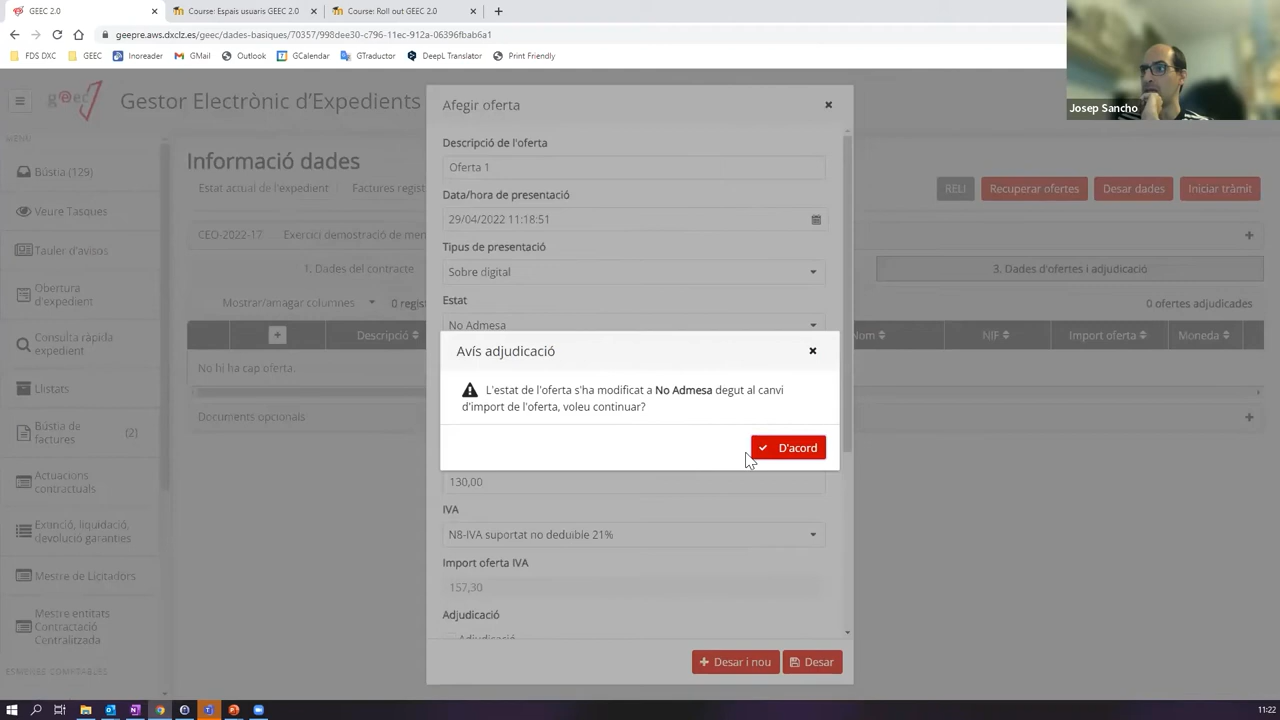 GEEC 2.0
Course: Espais usuaris GEEC 2.0
Course: Roll out GEEC 2.0
geepre.aws.dxclz.es/geec/dades-basiques/70357/998dee30-c796-11ec-912a-06396fbab6a1
FDS DXC
GEEC
Inoreader
GMail
Outlook
GCalendar
GTraductor
DeepL Translator
Print Friendly
Josep Sancho
g@ec
Gestor Electrònic d'Expedients
MENÚ
Bústia (129)
Veure Tasques
Tauler d'avisos
Obertura
d'expedient
Consulta ràpida
expedient
Llistats
Bústia de
factures
(2)
Actuacions
contractuals
Extinció, liquidació,
devolució garanties
Mestre de Licitadors
Mestre entitats
Contractació
Centralitzada
Informació dades
Estat actual de l'expedient
Factures regist
RELI
Recuperar ofertes
Desar dades
Iniciar tràmit
CEO-2022-17
Exercici demostració de men
1. Dades del contracte
3. Dades d'ofertes i adjudicació
Mostrar/amagar columnes
0 regis
0 ofertes adjudicades
Descripció
Nom
NIF
Import oferta
Moneda
No hi ha cap oferta.
Documents opcionals
Afegir oferta
Descripció de l'oferta
Oferta 1
Data/hora de presentació
29/04/2022 11:18:51
Tipus de presentació
Sobre digital
Estat
No Admesa
Avís adjudicació
L'estat de l'oferta s'ha modificat a No Admesa degut al canvi
d'import de l'oferta, voleu continuar?
D'acord
130,00
IVA
N8-IVA suportat no deduible 21%
Import oferta IVA
157,30
Adjudicació
Adjudicació
Desar i nou
Desar
11:22